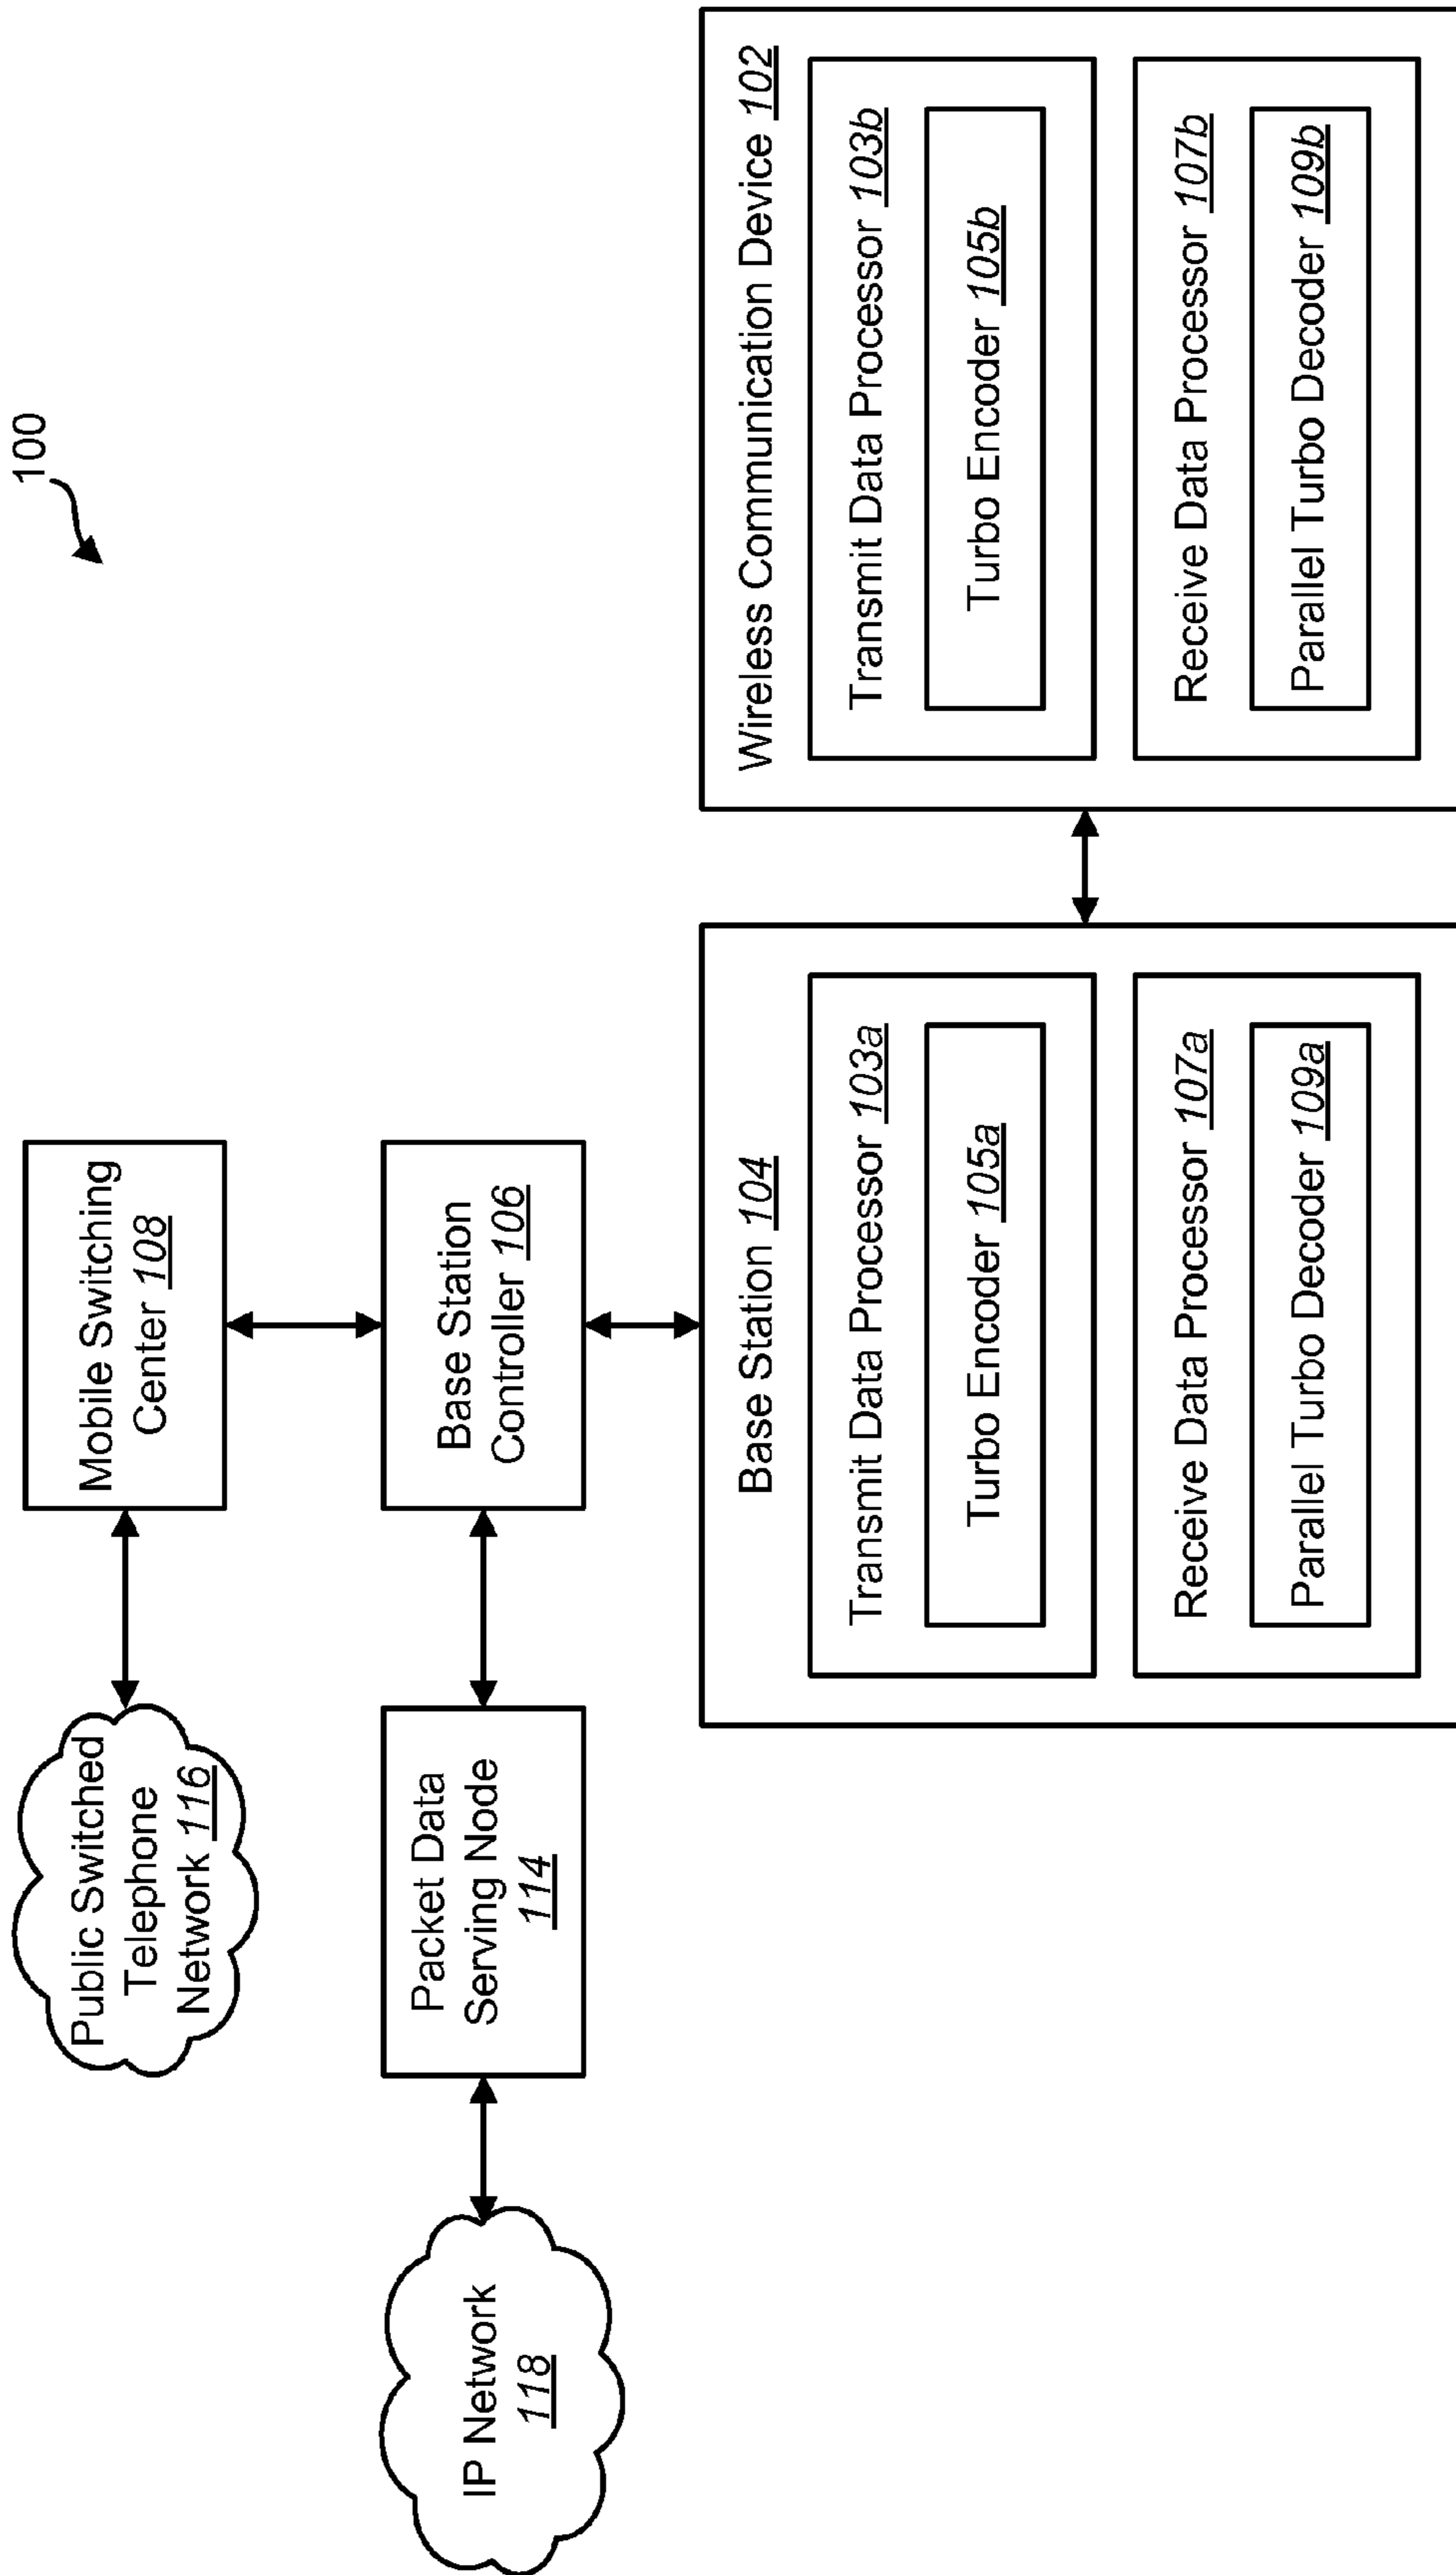 100
Public Switched
Telephone
Network 116
Mobile Switching
Center 108
IP Network
118
Packet Data
Serving Node
114
Base Station
Controller 106
Base Station 104
Transmit Data Processor 103a
Turbo Encoder 105a
Receive Data Processor 107a
Parallel Turbo Decoder 109a
Wireless Communication Device 102
Transmit Data Processor 103b
Turbo Encoder 105b
Receive Data Processor 107b
Parallel Turbo Decoder 109b